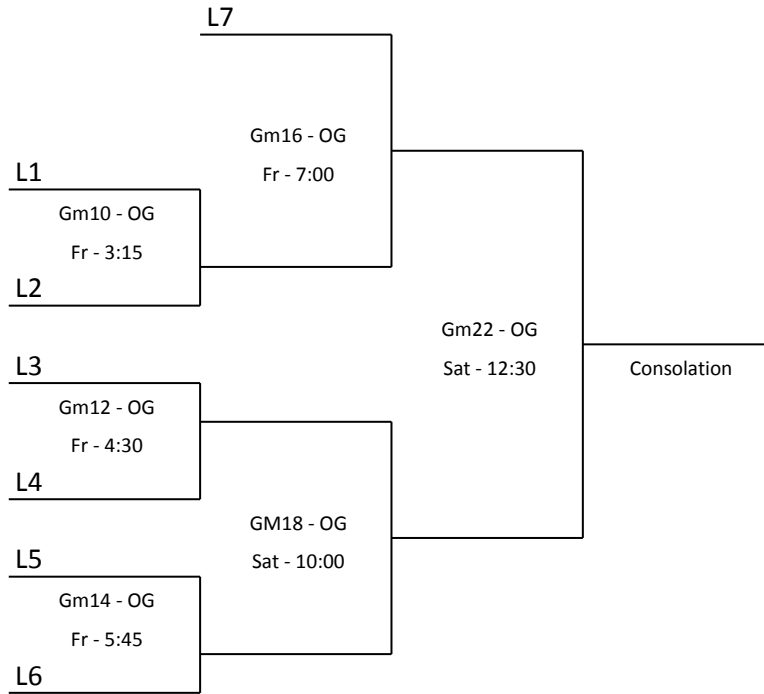 L7
Gm16 - OG
Fr - 7:00
L1
Gm10 - OG
Fr - 3:15
L2
Gm22 - OG
Sat - 12:30
Consolation
L3
Gm12 - OG
Fr - 4:30
L4
GM18 - OG
Sat - 10:00
L5
Gm14 - OG
Fr - 5:45
L6